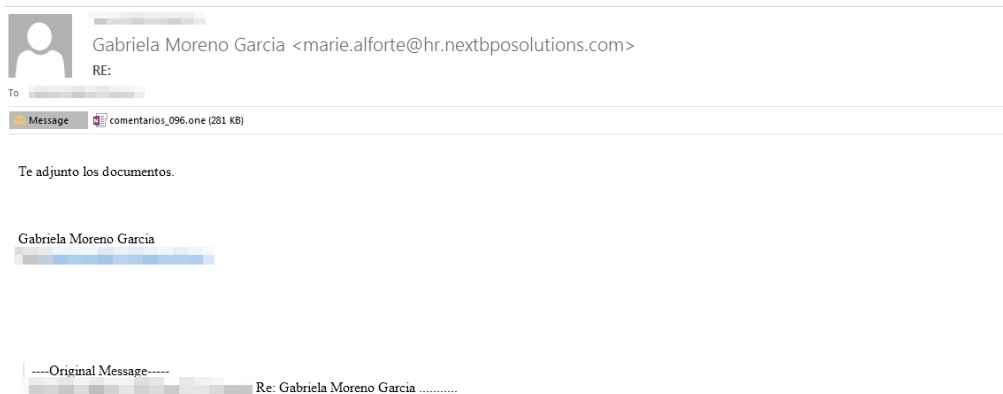 Gabriela Moreno Garcia <marie.alforte@hr.nextbposolutions.com>
RE:
To
Message comentarios_096.one (281 KB)
Te adjunto los documentos.
Gabriela Moreno Garcia
----Original Message-----
Re: Gabriela Moreno Garcia ...........